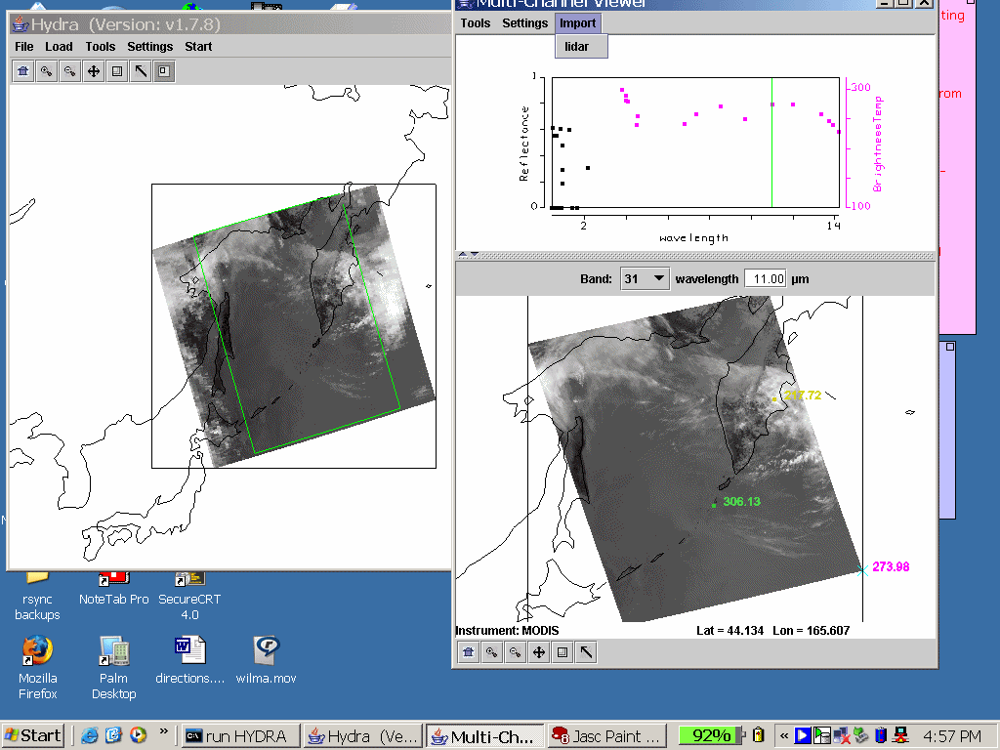 Hydra (Version: v1.7.8)
File Load Tools Settings Start
Multi-Channel Viewer
Tools Settings Import
lidar
ting
rom
1
Reflectance
0
300
BrightnessTemp
100
2
14
wavelength
Band: 31 wavelength 11.00 µm
306.13
273.98
Instrument: MODIS
Lat = 44.134 Lon = 165.607
rsync backups
NoteTab Pro
SecureCRT 4.0
Mozilla Firefox
Palm Desktop
directions....
wilma.mov
Start
»
run HYDRA
Hydra (Ve...
Multi-Ch...
Jasc Paint ...
92%
«
4:57 PM